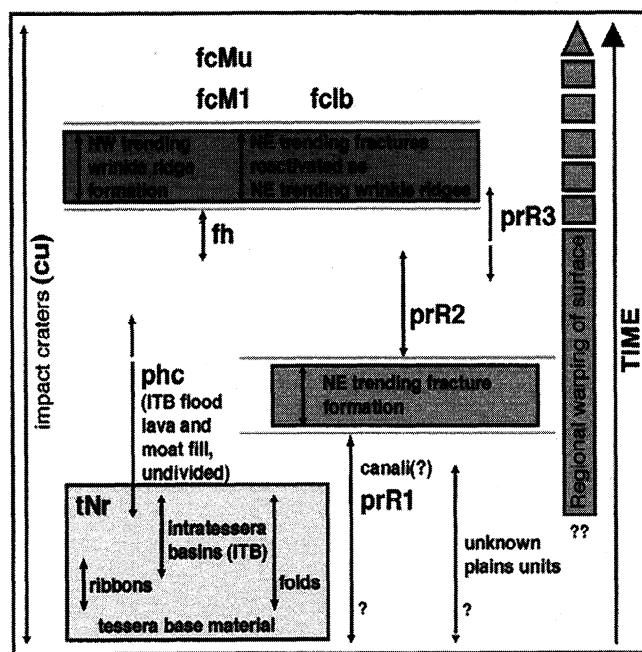 fcMu
fcM1
fclb
NW trending
wrinkle ridge
formation
NE trending fractures
reactivated as
NE trending wrinkle ridges
fh
prR3
prR2
phc
(ITB flood
lava and
moat fill,
undivided)
NE trending fracture
formation
canali(?)
prR1
?
unknown
plains units
?
tNr
intratessera
basins (ITB)
ribbons
folds
tessera base material
impact craters (cu)
Regional warping of surface
??
TIME